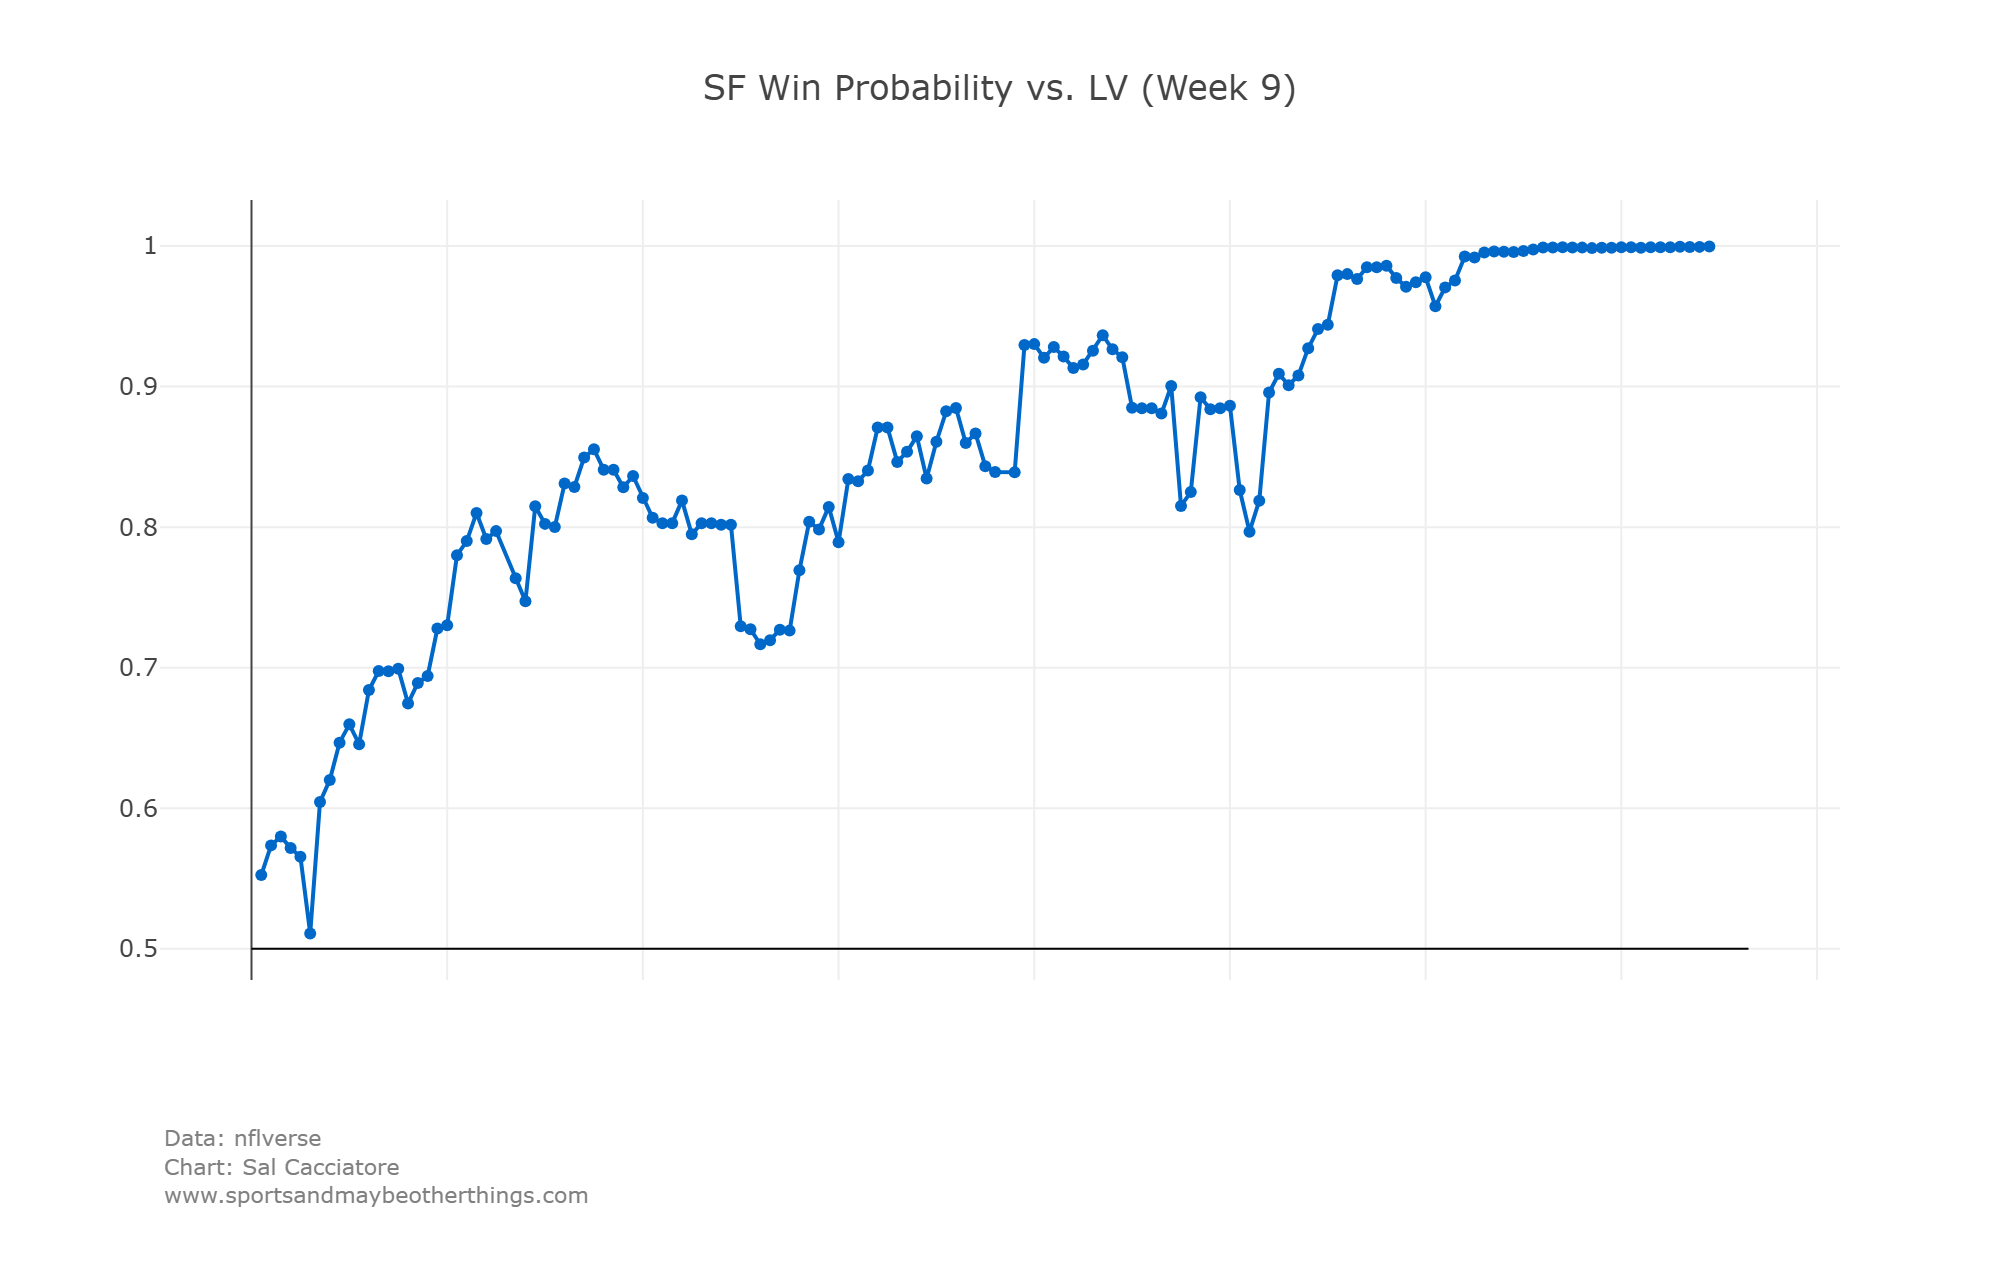 SF Win Probability vs. LV (Week 9)
1
0.9
0.8
0.7
0.6
0.5
Data: nflverse
Chart: Sal Cacciatore
www.sportsandmaybeotherthings.com